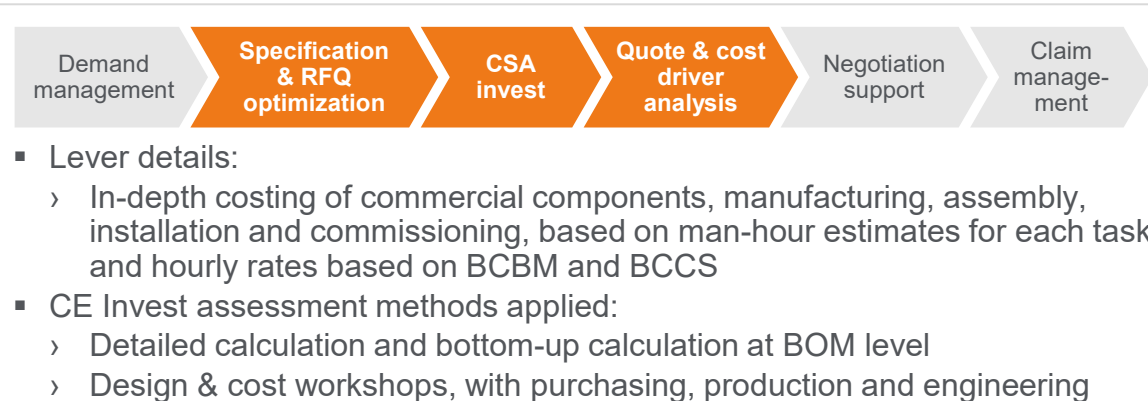 Demand
management
Specification
& RFQ
optimization
CSA
invest
Quote & cost
driver
analysis
Negotiation
support
Claim
manage-
ment
▪ Lever details:
› In-depth costing of commercial components, manufacturing, assembly,
installation and commissioning, based on man-hour estimates for each task
and hourly rates based on BCBM and BCCS
▪ CE Invest assessment methods applied:
› Detailed calculation and bottom-up calculation at BOM level
› Design & cost workshops, with purchasing, production and engineering